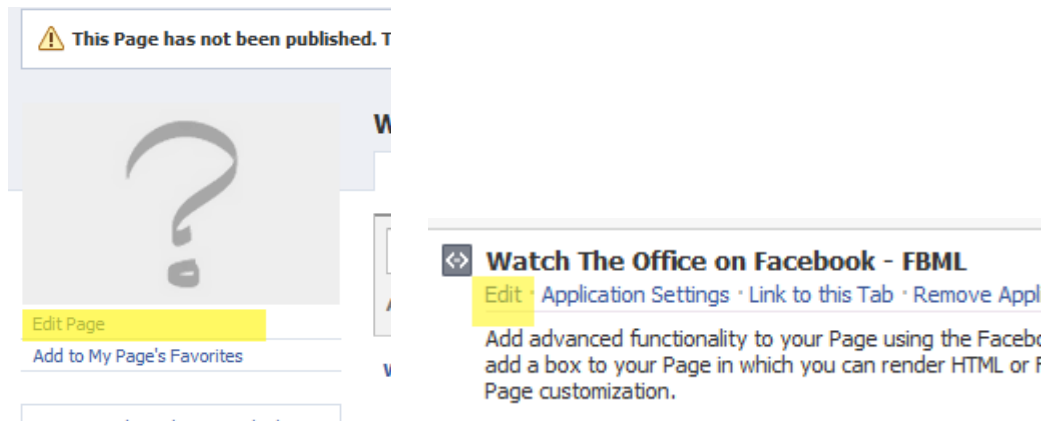 This Page has not been published. T
W
Edit Page
Add to My Page's Favorites
Watch The Office on Facebook - FBML
Edit · Application Settings · Link to this Tab · Remove Appl
Add advanced functionality to your Page using the Facebo
add a box to your Page in which you can render HTML or F
Page customization.